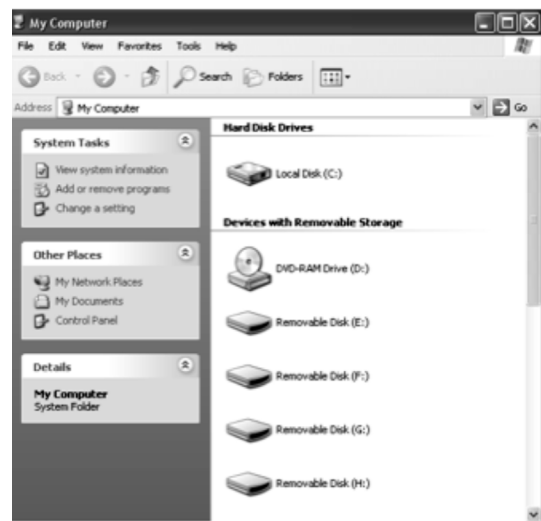 My Computer
File Edit View Favorites Tools Help
Back Search Folders
Address My Computer Go
System Tasks
View system information
Add or remove programs
Change a setting
Other Places
My Network Places
My Documents
Control Panel
Details
My Computer
System Folder
Hard Disk Drives
Local Disk (C:)
Devices with Removable Storage
DVD-RAM Drive (D:)
Removable Disk (E:)
Removable Disk (F:)
Removable Disk (G:)
Removable Disk (H:)